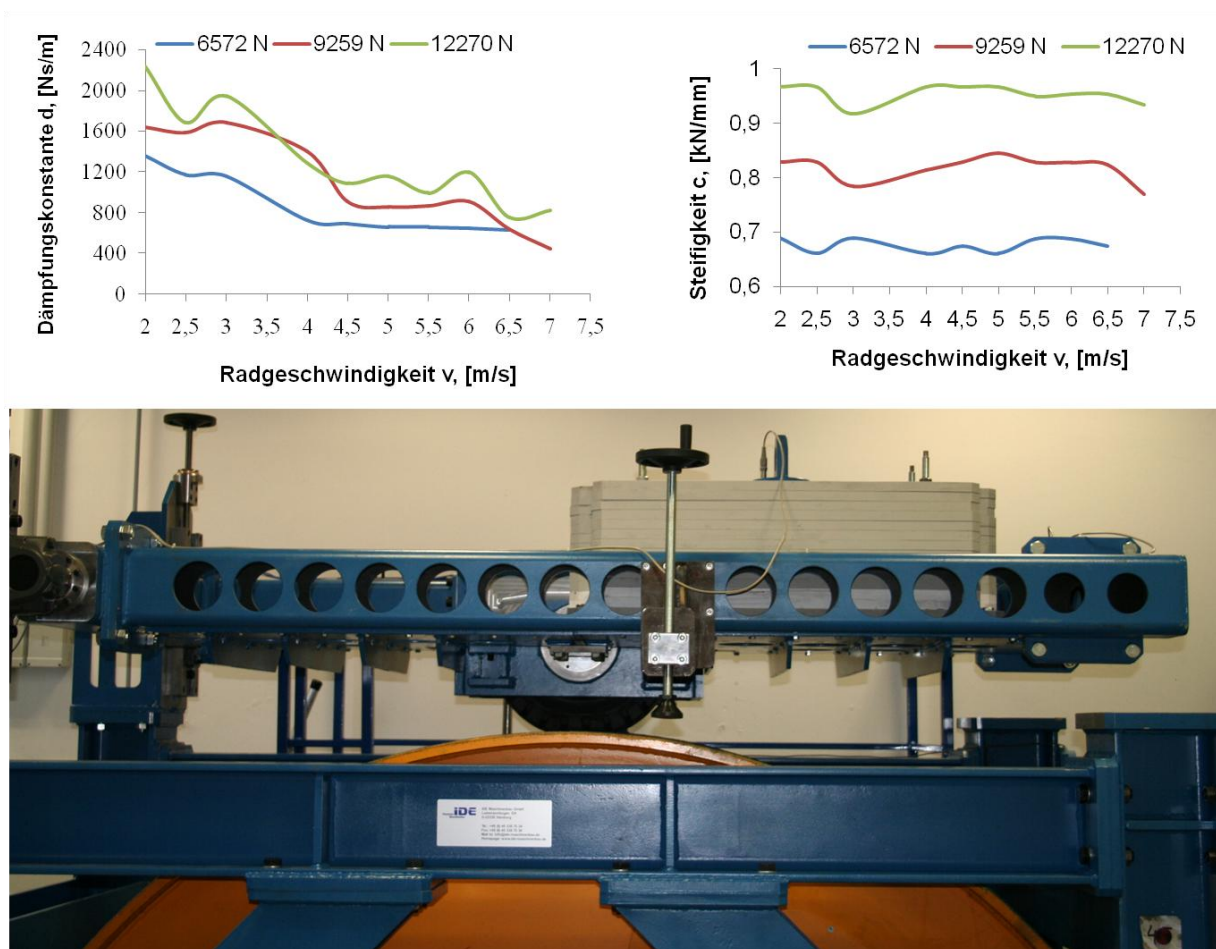 6572 N 9259 N 12270 N
2400
2000
1600
1200
800
400
0
2 2,5 3 3,5 4 4,5 5 5,5 6 6,5 7 7,5
Dämpfungskonstante d, [Ns/m]
Radgeschwindigkeit v, [m/s]
6572 N 9259 N 12270 N
1
0,9
0,8
0,7
0,6
2 2,5 3 3,5 4 4,5 5 5,5 6 6,5 7 7,5
Steifigkeit c, [kN/mm]
Radgeschwindigkeit v, [m/s]
IDE